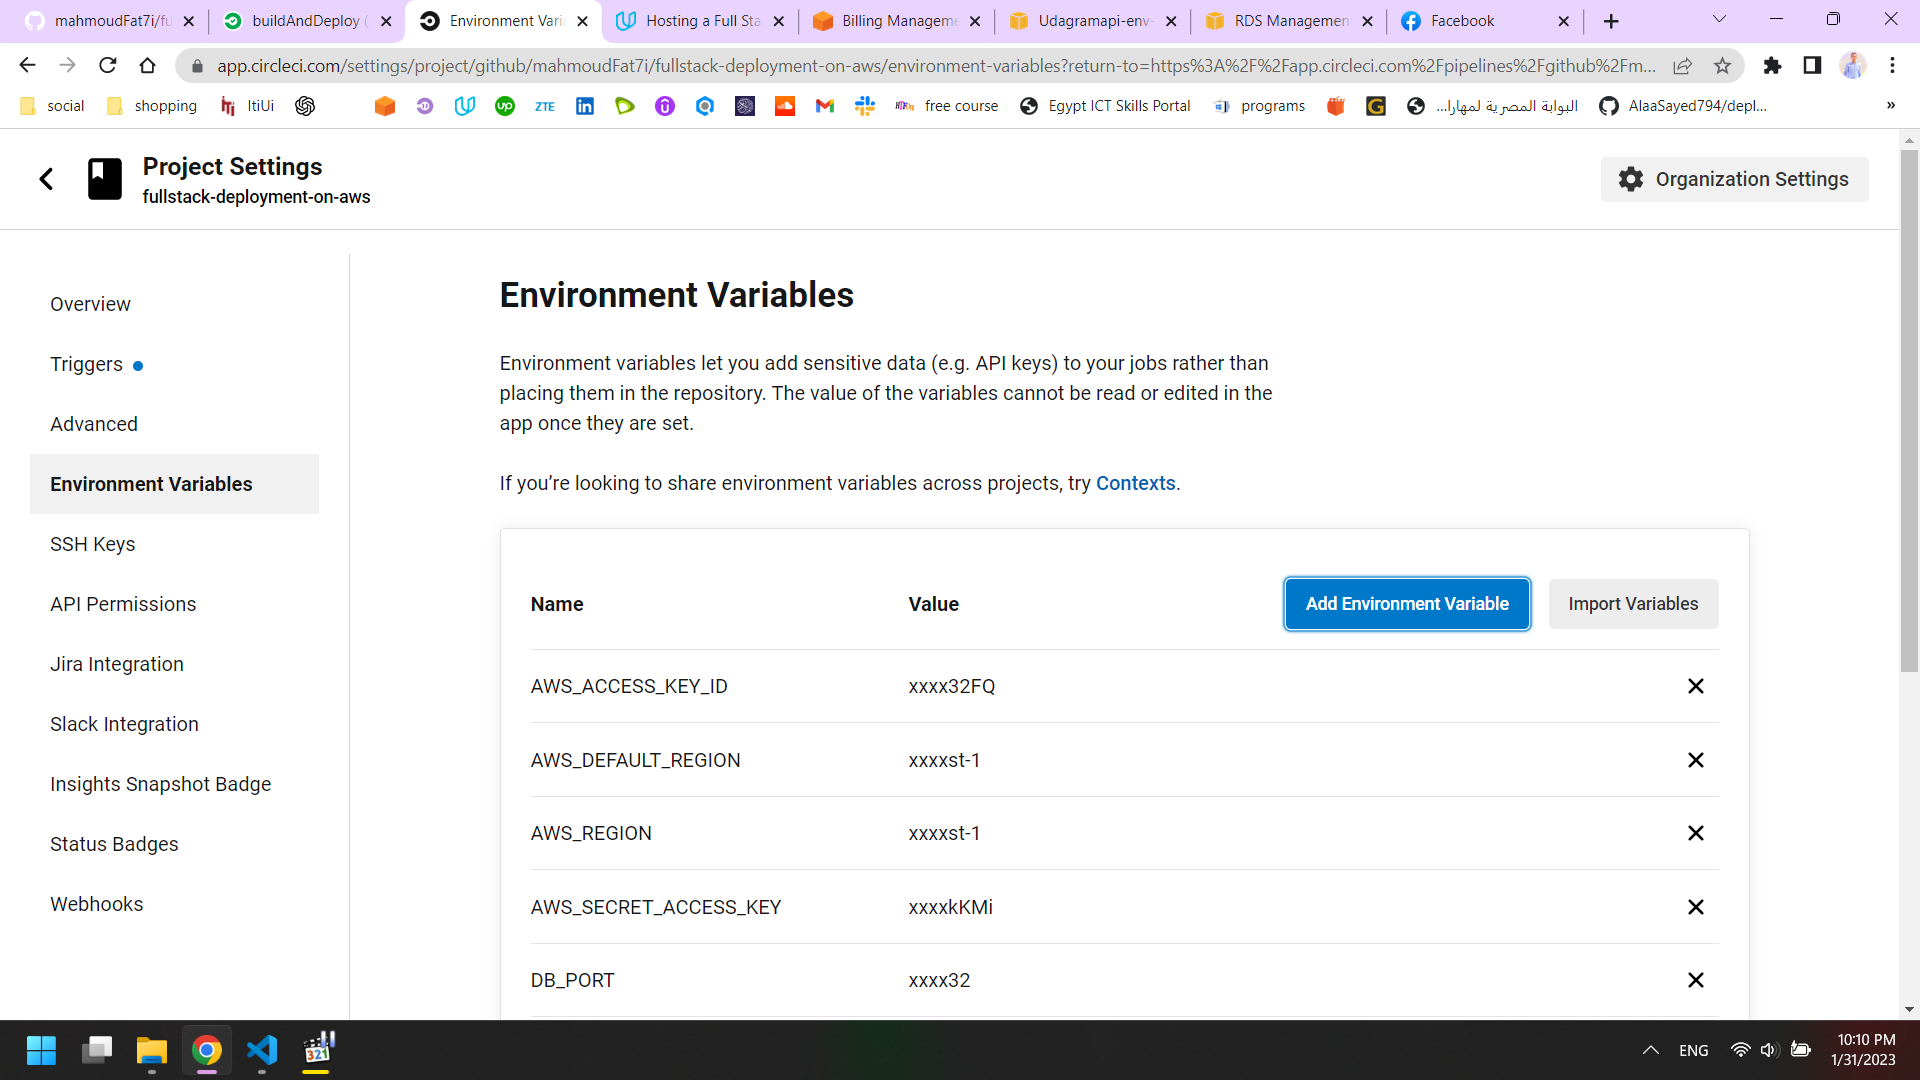 mahmoudFat7i/fu
buildAndDeploy (
Environment Varia
Hosting a Full Sta
Billing Manageme
Udagramapi-env-
RDS Managemen
Facebook
app.circleci.com/settings/project/github/mahmoudFat7i/fullstack-deployment-on-aws/environment-variables?return-to=https%3A%2F%2Fapp.circleci.com%2Fpipelines%2Fgithub%2Fm...
social
shopping
ItiUi
up
ZTE
free course
Egypt ICT Skills Portal
programs
البوابة المصرية لمهارا...
AlaaSayed794/depl...
»
Project Settings
fullstack-deployment-on-aws
Organization Settings
Overview
Triggers
Advanced
Environment Variables
SSH Keys
API Permissions
Jira Integration
Slack Integration
Insights Snapshot Badge
Status Badges
Webhooks
Environment Variables
Environment variables let you add sensitive data (e.g. API keys) to your jobs rather than
placing them in the repository. The value of the variables cannot be read or edited in the
app once they are set.
If you’re looking to share environment variables across projects, try Contexts.
Name Value Add Environment Variable Import Variables
AWS_ACCESS_KEY_ID xxxx32FQ
AWS_DEFAULT_REGION xxxxst-1
AWS_REGION xxxxst-1
AWS_SECRET_ACCESS_KEY xxxxkKMi
DB_PORT xxxx32
321
ENG
10:10 PM
1/31/2023